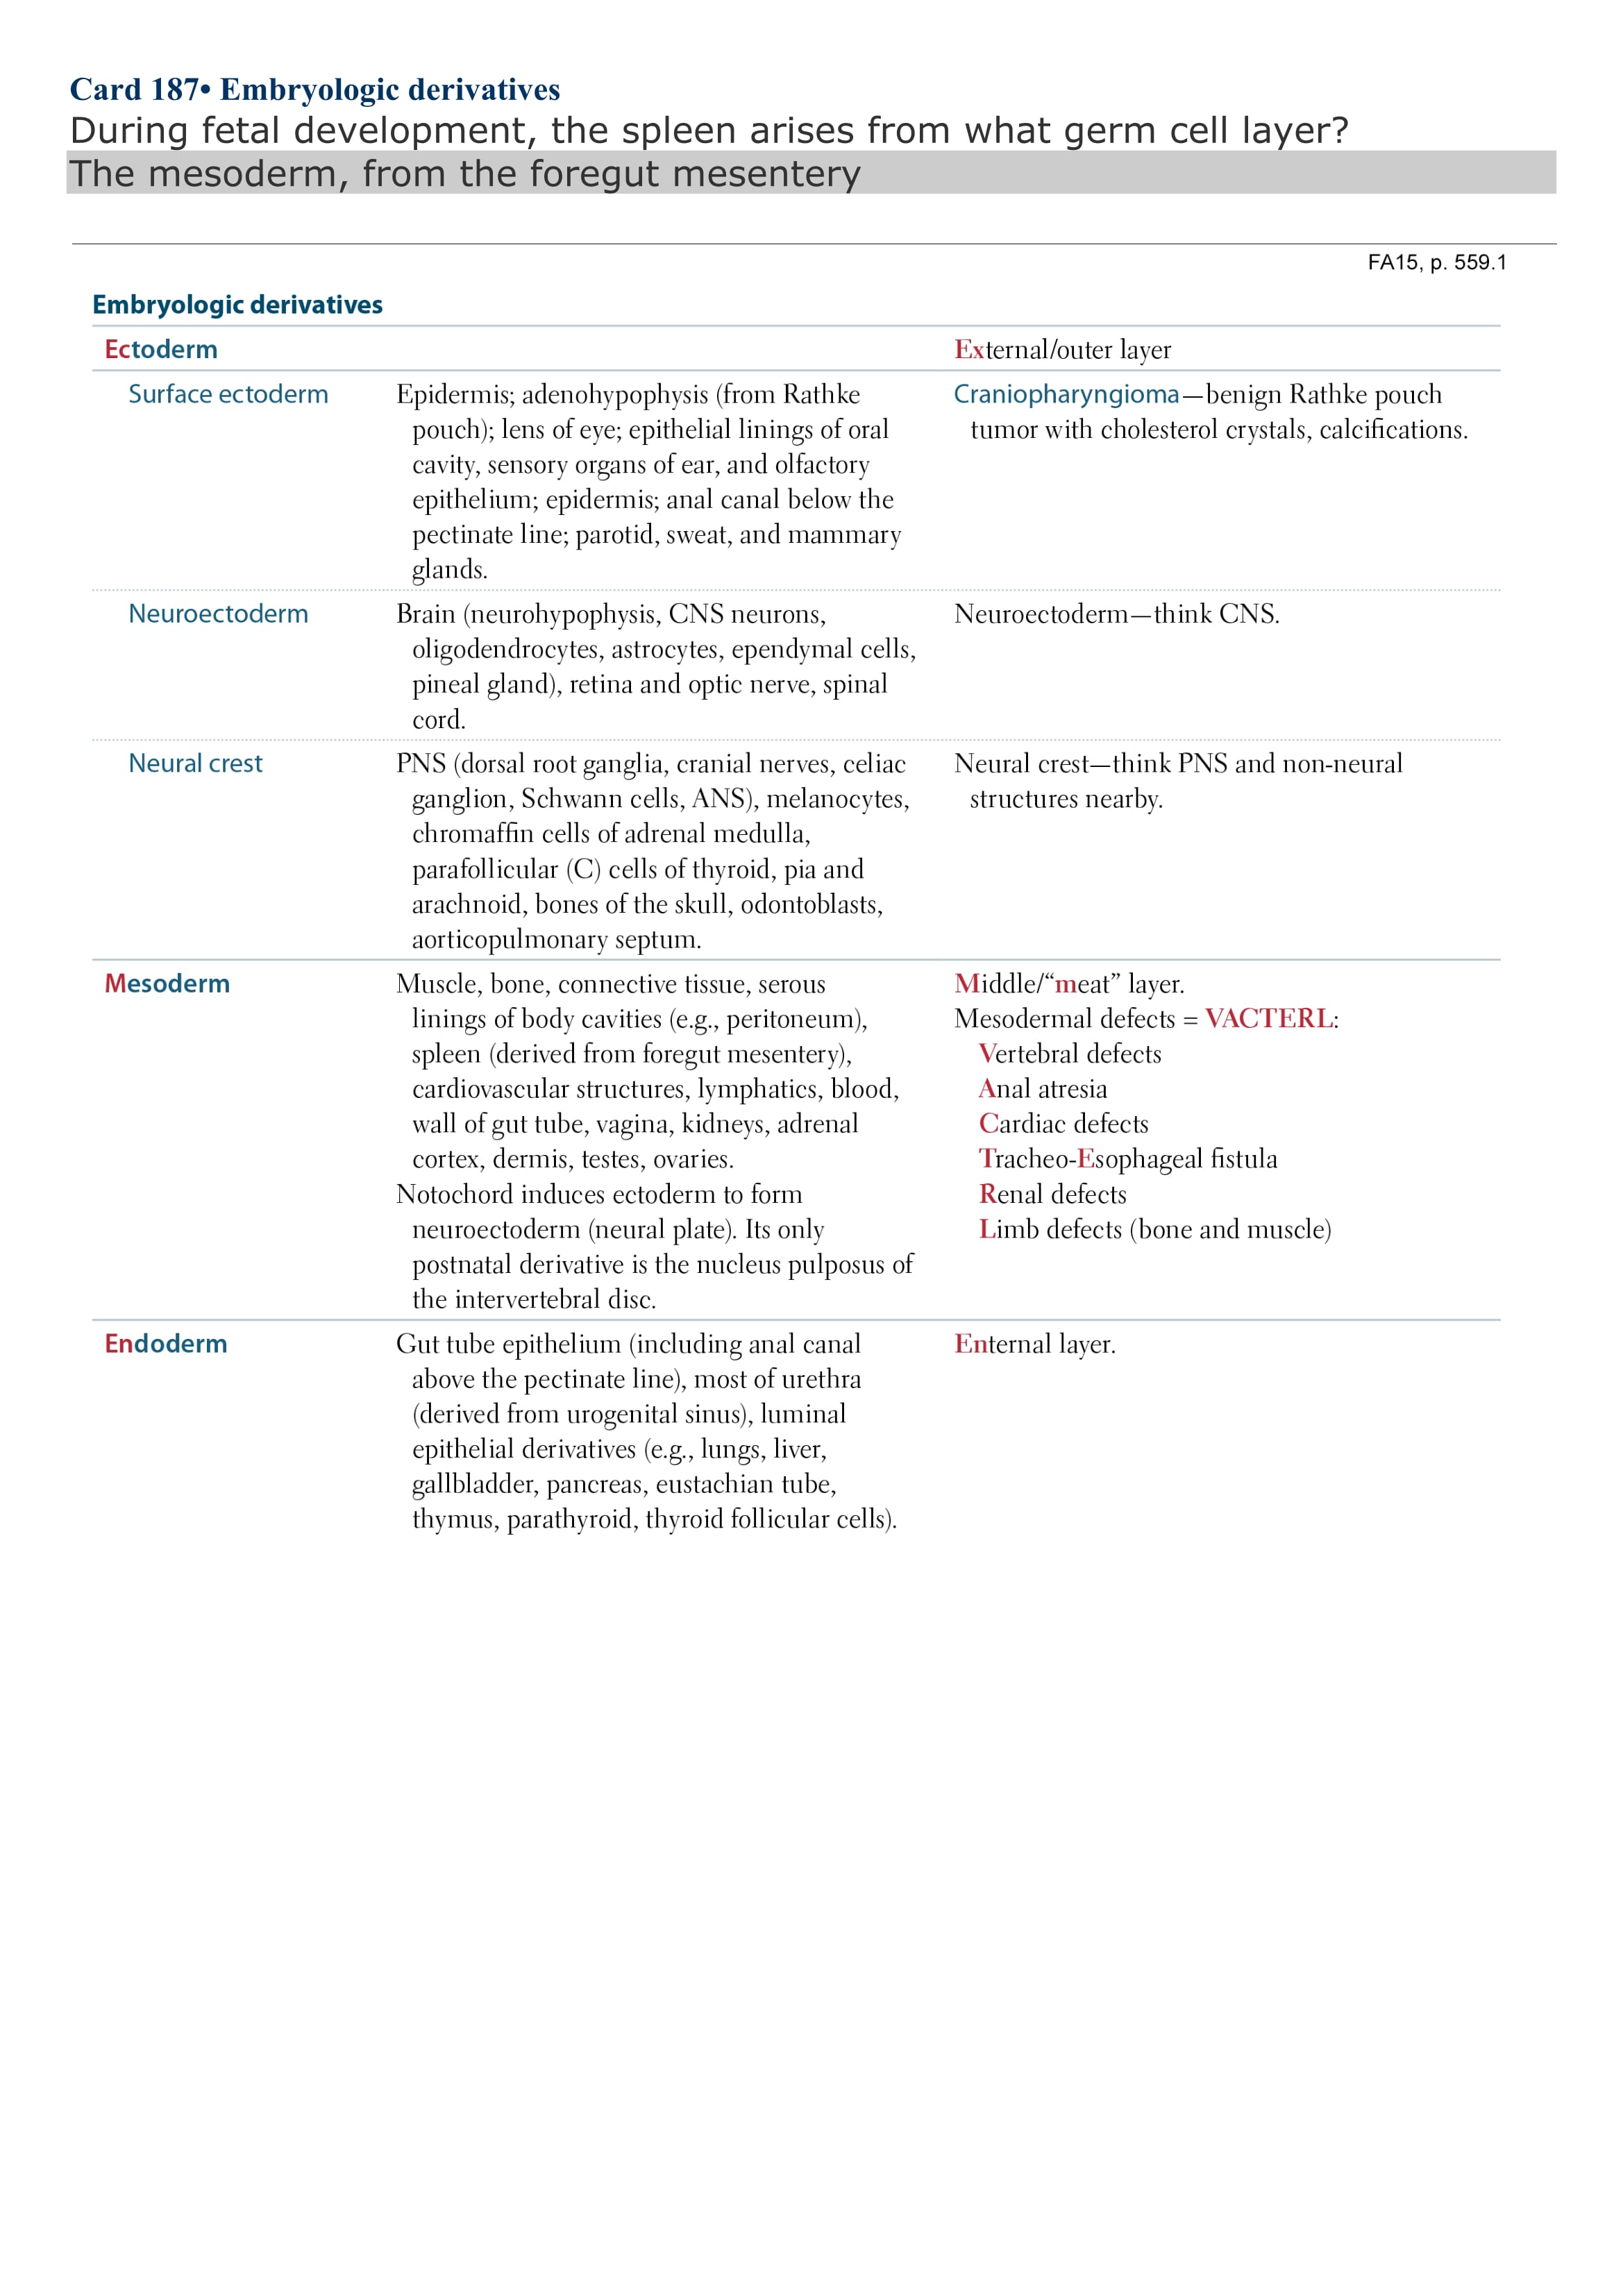 Card 187• Embryologic derivatives
During fetal development, the spleen arises from what germ cell layer?
The mesoderm, from the foregut mesentery
FA15, p. 559.1
Embryologic derivatives
Ectoderm
External/outer layer
Surface ectoderm
Epidermis; adenohypophysis (from Rathke
pouch); lens of eye; epithelial linings of oral
cavity, sensory organs of ear, and olfactory
epithelium; epidermis; anal canal below the
pectinate line; parotid, sweat, and mammary
glands.
Craniopharyngioma—benign Rathke pouch
tumor with cholesterol crystals, calcifications.
Neuroectoderm
Brain (neurohypophysis, CNS neurons,
oligodendrocytes, astrocytes, ependymal cells,
pineal gland), retina and optic nerve, spinal
cord.
Neuroectoderm—think CNS.
Neural crest
PNS (dorsal root ganglia, cranial nerves, celiac
ganglion, Schwann cells, ANS), melanocytes,
chromaffin cells of adrenal medulla,
parafollicular (C) cells of thyroid, pia and
arachnoid, bones of the skull, odontoblasts,
aorticopulmonary septum.
Neural crest—think PNS and non-neural
structures nearby.
Mesoderm
Muscle, bone, connective tissue, serous
linings of body cavities (e.g., peritoneum),
spleen (derived from foregut mesentery),
cardiovascular structures, lymphatics, blood,
wall of gut tube, vagina, kidneys, adrenal
cortex, dermis, testes, ovaries.
Notochord induces ectoderm to form
neuroectoderm (neural plate). Its only
postnatal derivative is the nucleus pulposus of
the intervertebral disc.
Middle/“meat” layer.
Mesodermal defects = VACTERL:
Vertebral defects
Anal atresia
Cardiac defects
Tracheo-Esophageal fistula
Renal defects
Limb defects (bone and muscle)
Endoderm
Gut tube epithelium (including anal canal
above the pectinate line), most of urethra
(derived from urogenital sinus), luminal
epithelial derivatives (e.g., lungs, liver,
gallbladder, pancreas, eustachian tube,
thymus, parathyroid, thyroid follicular cells).
Enternal layer.